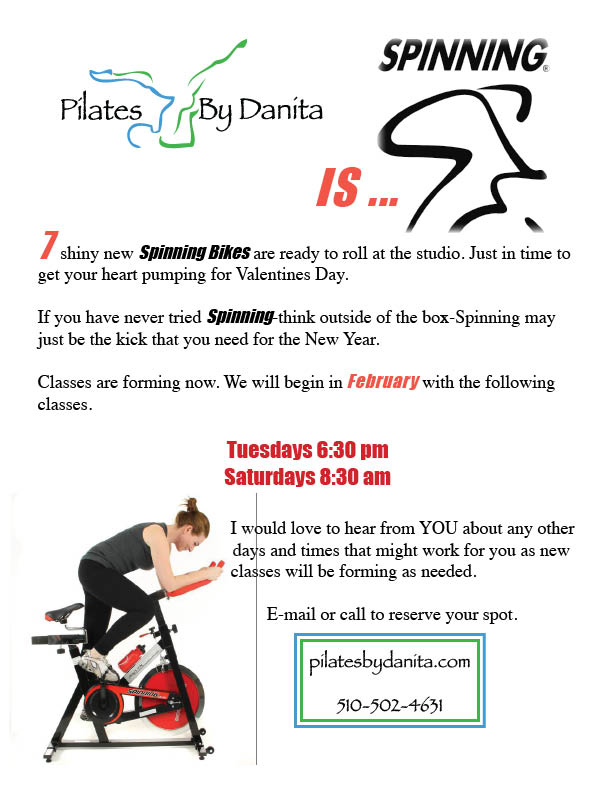 Pilates By Danita
SPINNING®
IS ...
7 shiny new Spinning Bikes are ready to roll at the studio. Just in time to
get your heart pumping for Valentines Day.
If you have never tried Spinning-think outside of the box-Spinning may
just be the kick that you need for the New Year.
Classes are forming now. We will begin in February with the following
classes.
Tuesdays 6:30 pm
Saturdays 8:30 am
I would love to hear from YOU about any other
days and times that might work for you as new
classes will be forming as needed.
E-mail or call to reserve your spot.
pilatesbydanita.com
510-502-4631
SPINNING